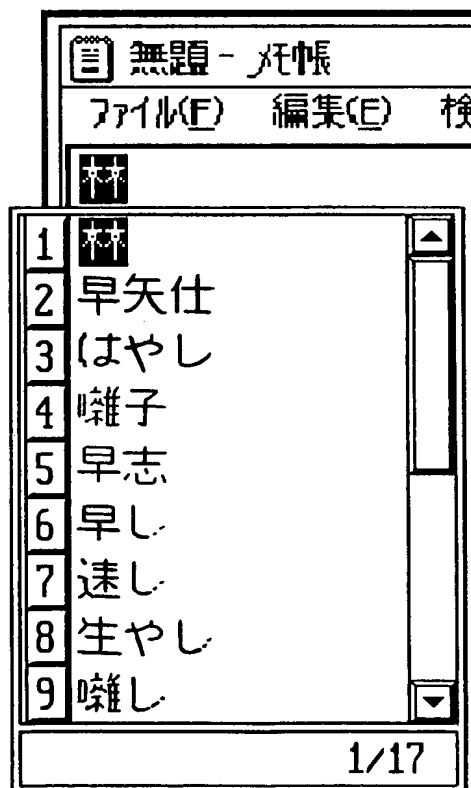 無題 - メモ帳
ファイル(F) 編集(E) 検
林
1 林
2 早矢仕
3 はやし
4 囃子
5 早志
6 早し
7 速し
8 生やし
9 囃し
1/17